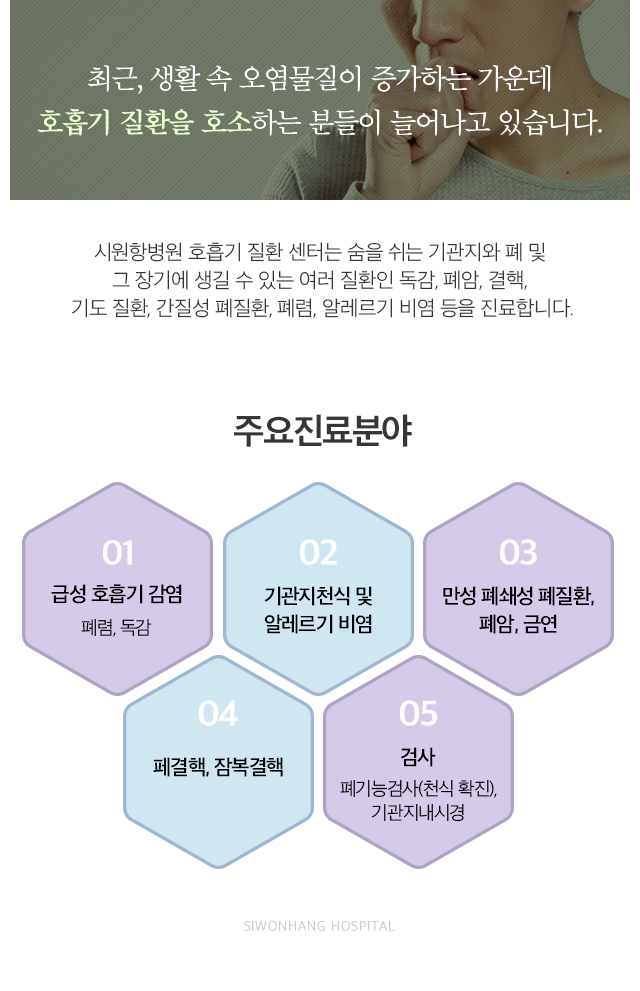 최근, 생활 속 오염물질이 증가하는 가운데
호흡기 질환을 호소하는 분들이 늘어나고 있습니다.
시원항병원 호흡기 질환 센터는 숨을 쉬는 기관지와 폐 및
그 장기에 생길 수 있는 여러 질환인 독감, 폐암, 결핵,
기도 질환, 간질성 폐질환, 폐렴, 알레르기 비염 등을 진료합니다.
주요진료분야
01
급성 호흡기 감염
폐렴, 독감
02
기관지천식 및
알레르기 비염
03
만성 폐쇄성 폐질환,
폐암, 금연
04
페결핵, 잠복결핵
05
검사
폐기능검사(천식 확진),
기관지내시경
SIWONHANG HOSPITAL